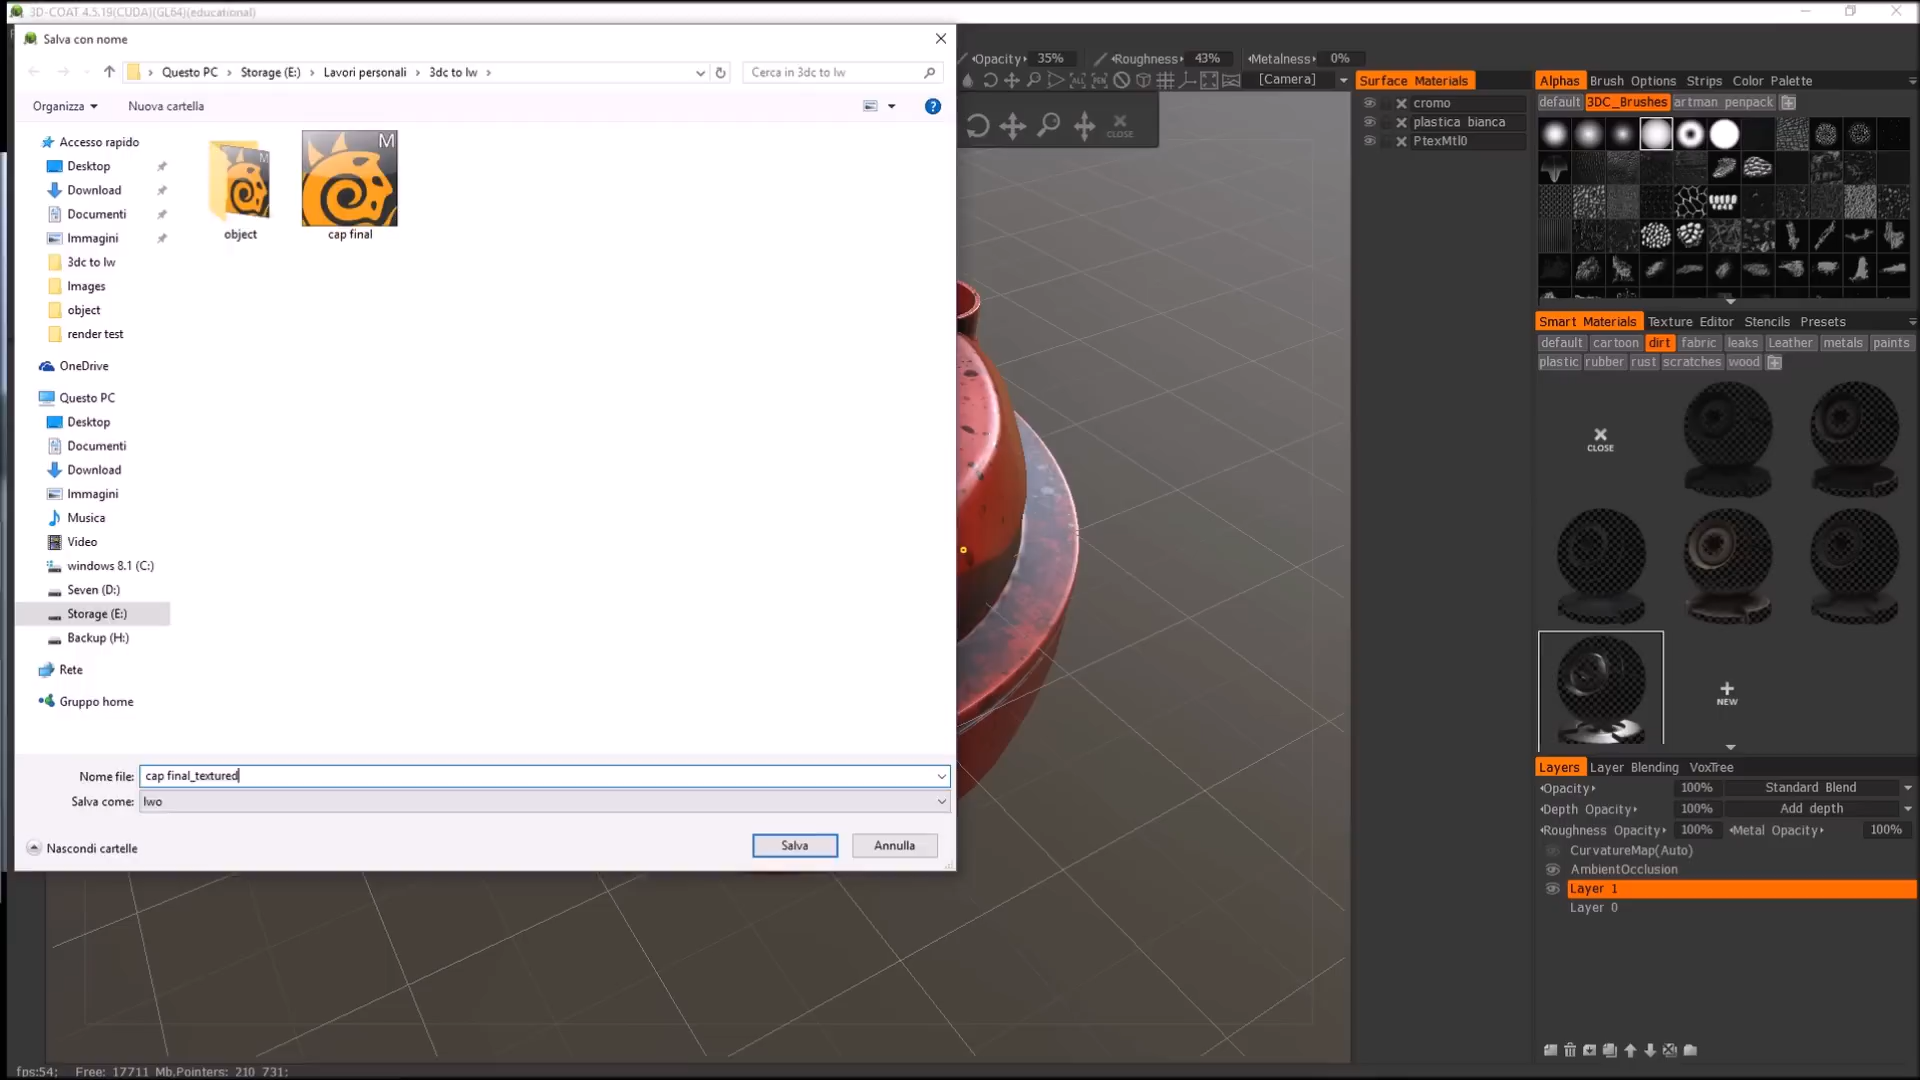 3D-COAT 4.5.19(CUDA)(GL64)(educational)
Salva con nome
Questo PC › Storage (E:) › Lavori personali › 3dc to lw ›
Cerca in 3dc to lw
Organizza
Nuova cartella
Accesso rapido
Desktop
Download
Documenti
Immagini
3dc to lw
Images
object
render test
OneDrive
Questo PC
Desktop
Documenti
Download
Immagini
Musica
Video
windows 8.1 (C:)
Seven (D:)
Storage (E:)
Backup (H:)
Rete
Gruppo home
M
object
M
cap final
Nome file: cap final_textured
Salva come: lwo
Nascondi cartelle
Salva
Annulla
Opacity 35% Roughness 43% Metalness 0%
[Camera]
CLOSE
Surface Materials
cromo
plastica bianca
PtexMtl0
Alphas Brush Options Strips Color Palette
default 3DC_Brushes artman penpack
Smart Materials Texture Editor Stencils Presets
default cartoon dirt fabric leaks Leather metals paints
plastic rubber rust scratches wood
CLOSE
NEW
Layers Layer Blending VoxTree
Opacity 100% Standard Blend
Depth Opacity 100% Add depth
Roughness Opacity 100% Metal Opacity 100%
CurvatureMap(Auto)
AmbientOcclusion
Layer 1
Layer 0
fps:54; Free: 17711 Mb,Pointers: 210 731;